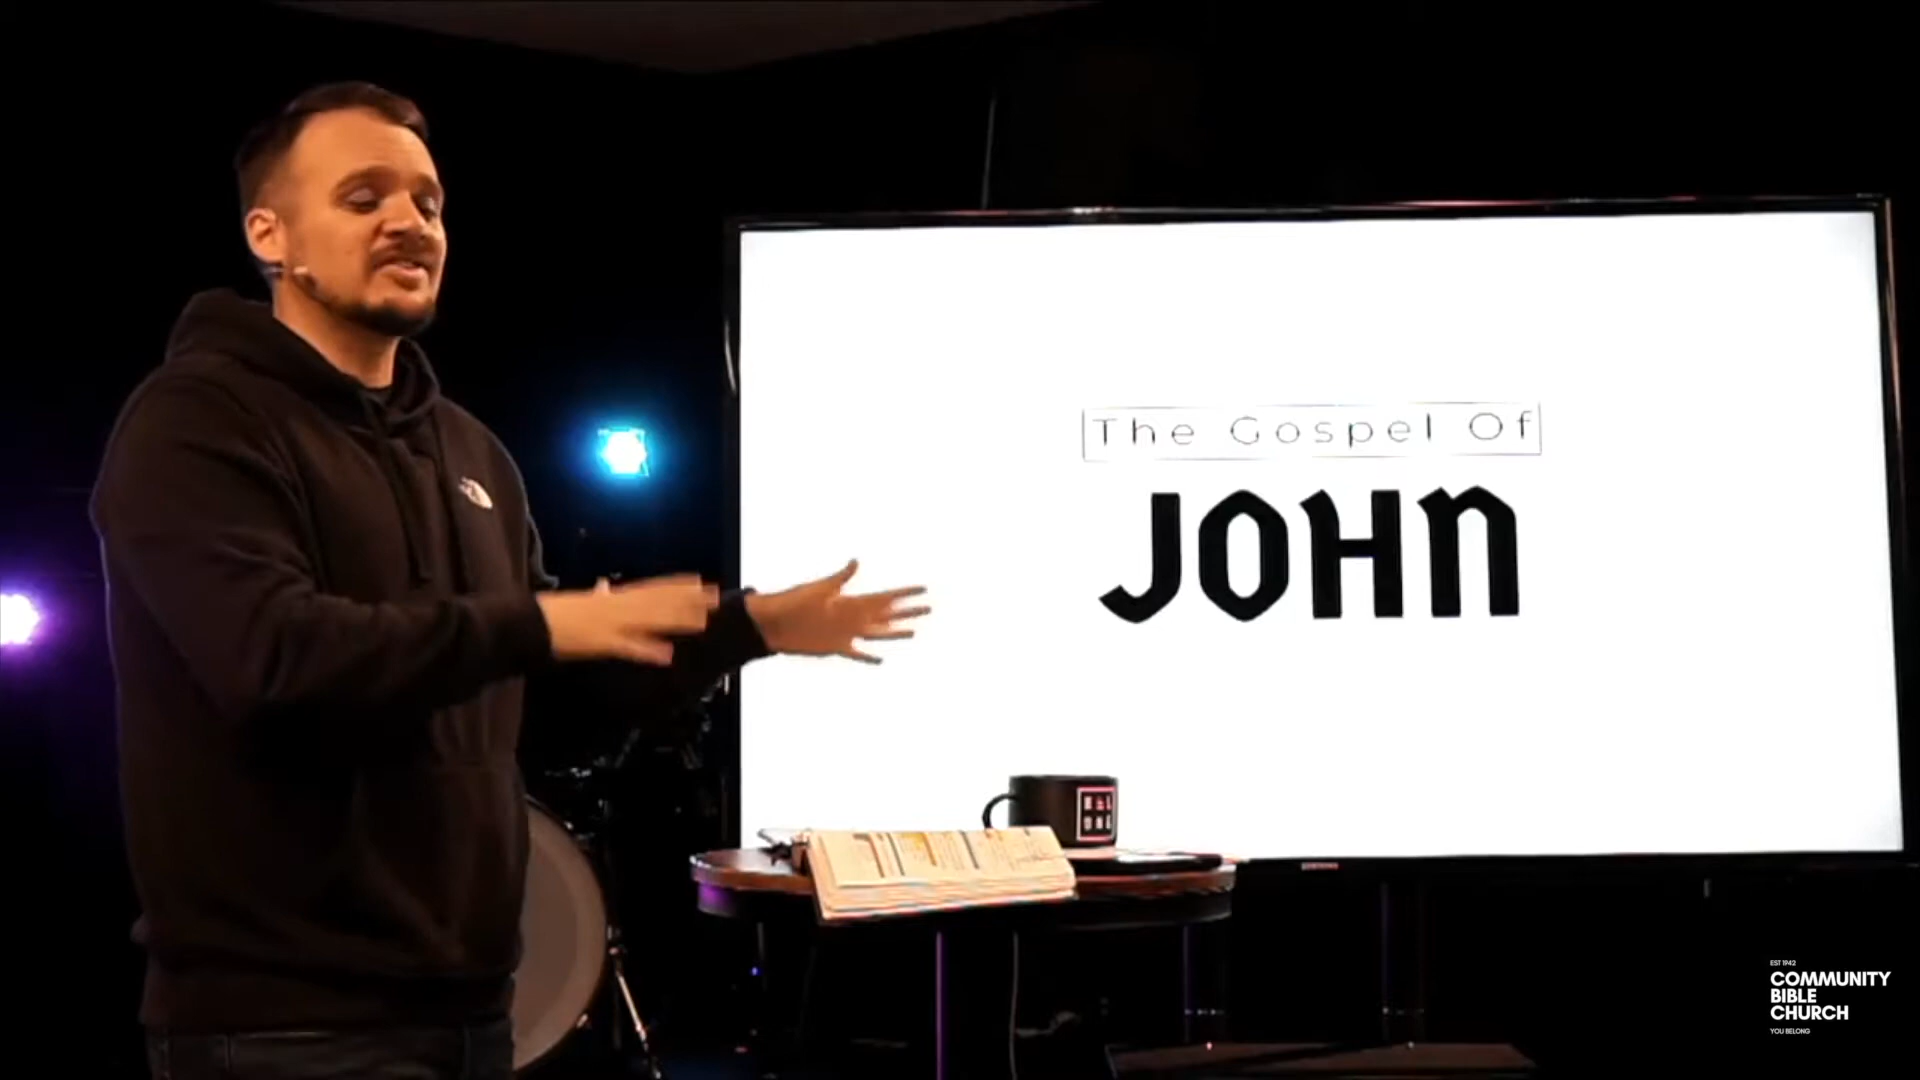 The Gospel Of
JOHN
EST 1942
COMMUNITY
BIBLE
CHURCH
YOU BELONG